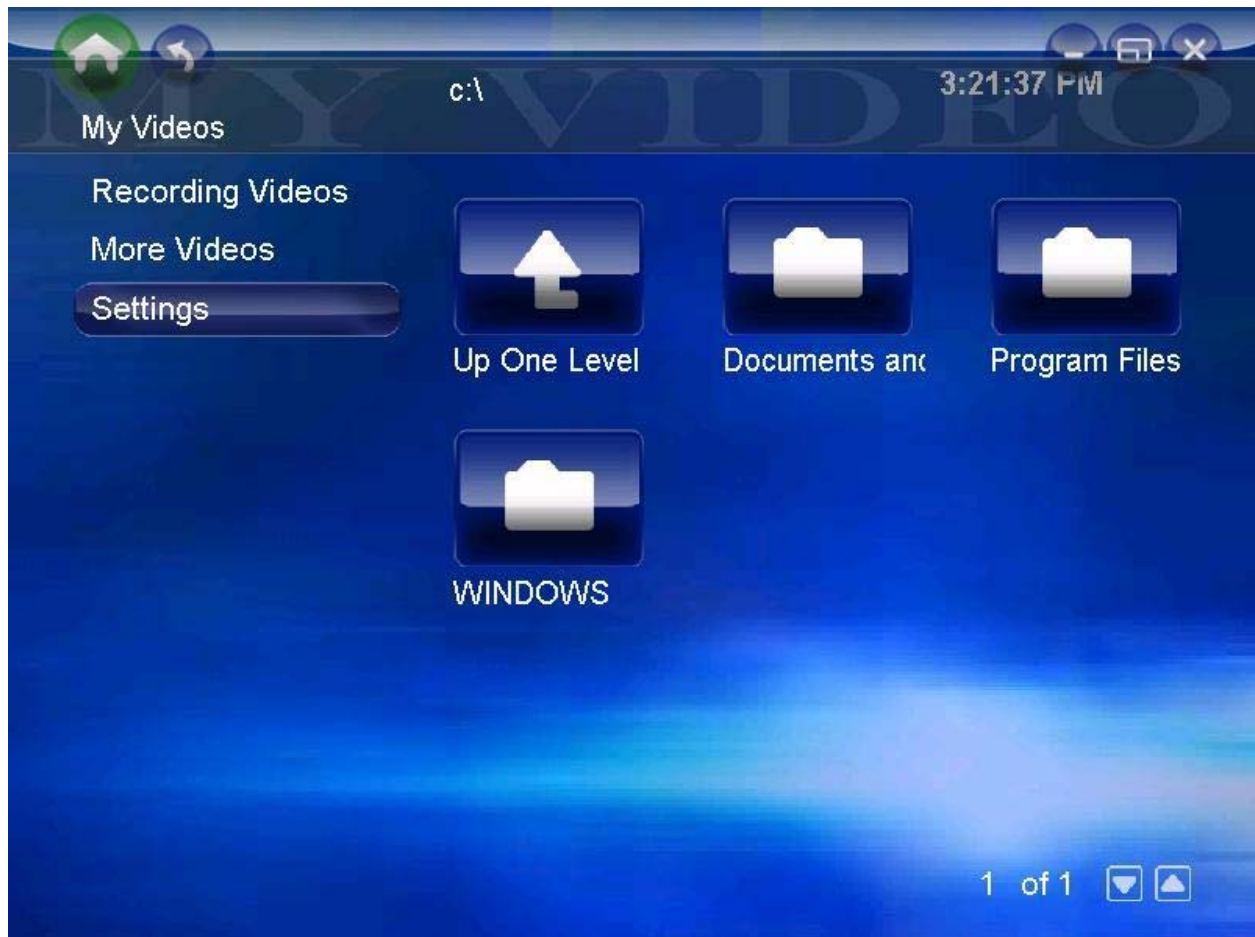 MY VIDEO
c:\
3:21:37 PM
My Videos
Recording Videos
More Videos
Settings
Up One Level
Documents and
Program Files
WINDOWS
1 of 1